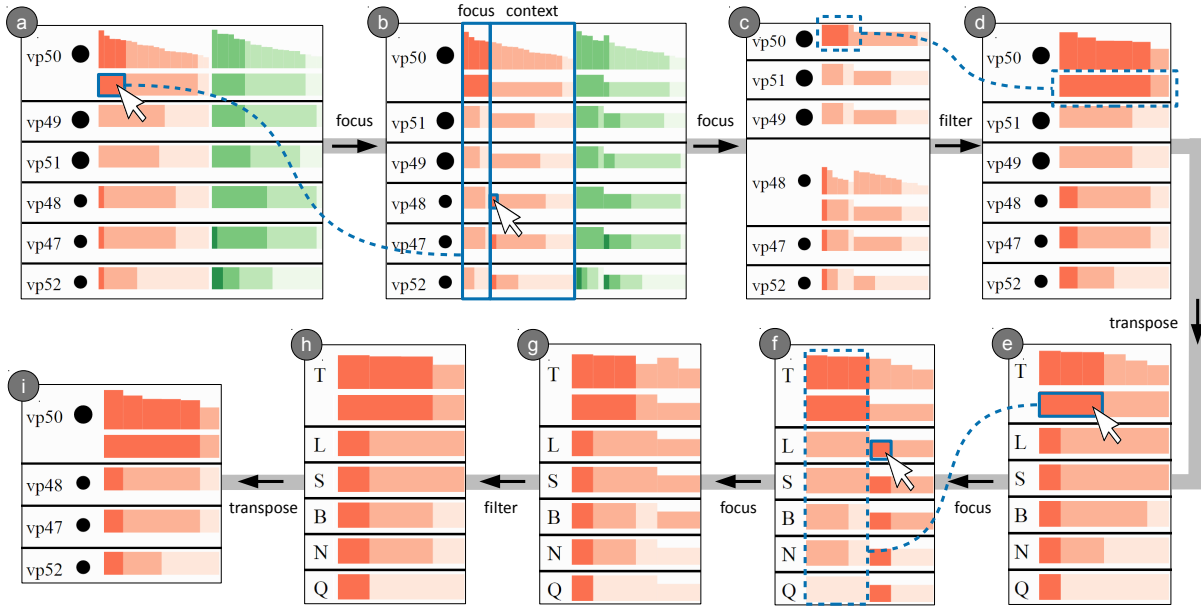 a
vp50
vp49
vp51
vp48
vp47
vp52
focus
b
focus context
vp50
vp51
vp49
vp48
vp47
vp52
focus
c
vp50
vp51
vp49
vp48
vp47
vp52
filter
d
vp50
vp51
vp49
vp48
vp47
vp52
transpose
e
T
L
S
B
N
Q
focus
f
T
L
S
B
N
Q
focus
g
T
L
S
B
N
Q
filter
h
T
L
S
B
N
Q
transpose
i
vp50
vp48
vp47
vp52